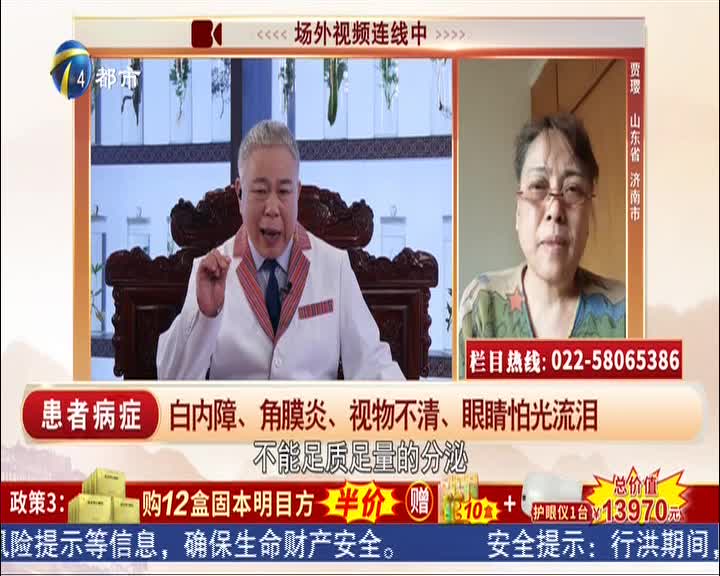 <<<< 场外视频连线中 >>>>
4 都市
贾璎 山东省 济南市
栏目热线: 022-58065386
患者病症
白内障、角膜炎、视物不清、眼睛怕光流泪
不能足质足量的分泌
政策3: 购12盒固本明目方 半价 赠 10盒 + 护眼仪1台 总价值 ¥13970元
风险提示等信息，确保生命财产安全。 安全提示：行洪期间，